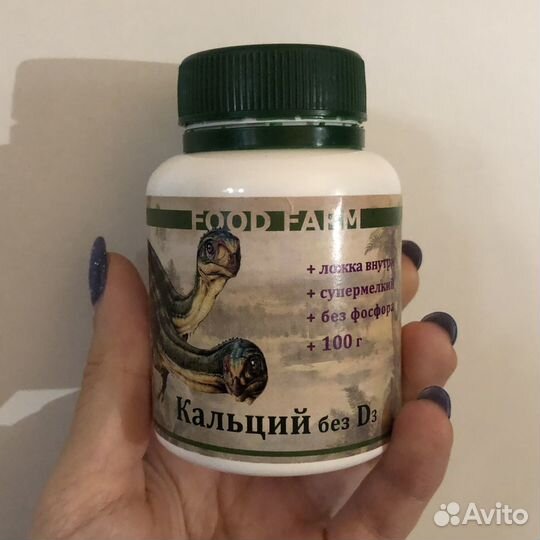 FOOD FARM
+ ложка внутри
+ супермелкий
+ без фосфора
+ 100 г
Кальций без D3
Avito